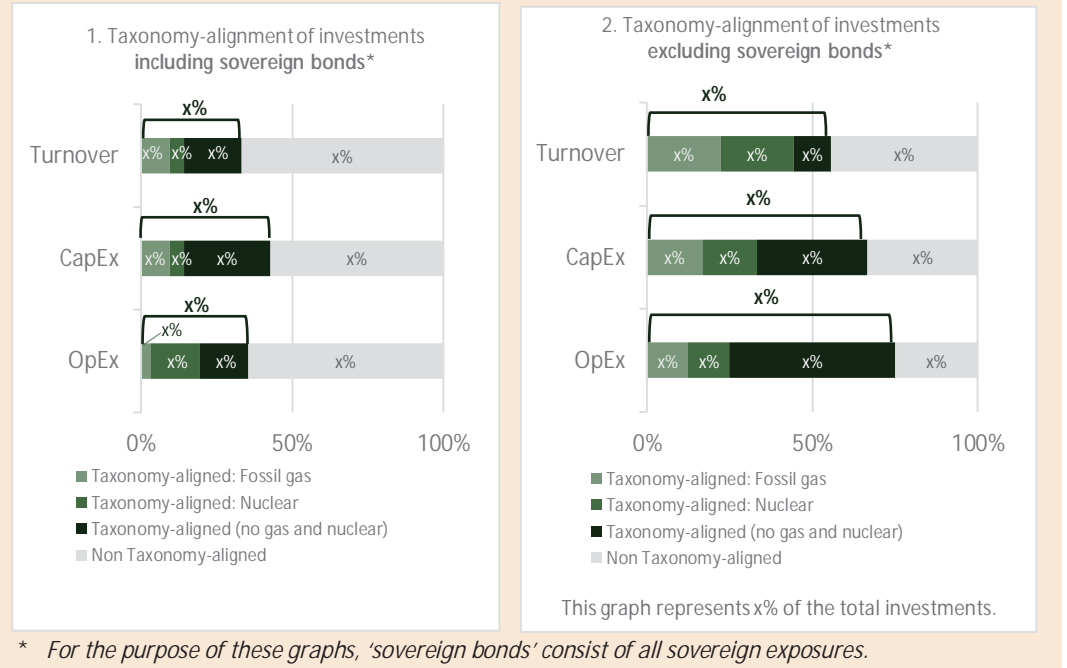 1. Taxonomy-alignment of investments
including sovereign bonds*
x%
Turnover
x% x% x% x%
x%
CapEx
x% x% x% x%
x%
x%
OpEx
x% x% x%
0% 50% 100%
Taxonomy-aligned: Fossil gas
Taxonomy-aligned: Nuclear
Taxonomy-aligned (no gas and nuclear)
Non Taxonomy-aligned
2. Taxonomy-alignment of investments
excluding sovereign bonds*
x%
Turnover
x% x% x% x%
x%
CapEx
x% x% x% x%
x%
OpEx
x% x% x% x%
0% 50% 100%
Taxonomy-aligned: Fossil gas
Taxonomy-aligned: Nuclear
Taxonomy-aligned (no gas and nuclear)
Non Taxonomy-aligned
This graph represents x% of the total investments.
* For the purpose of these graphs, ‘sovereign bonds’ consist of all sovereign exposures.